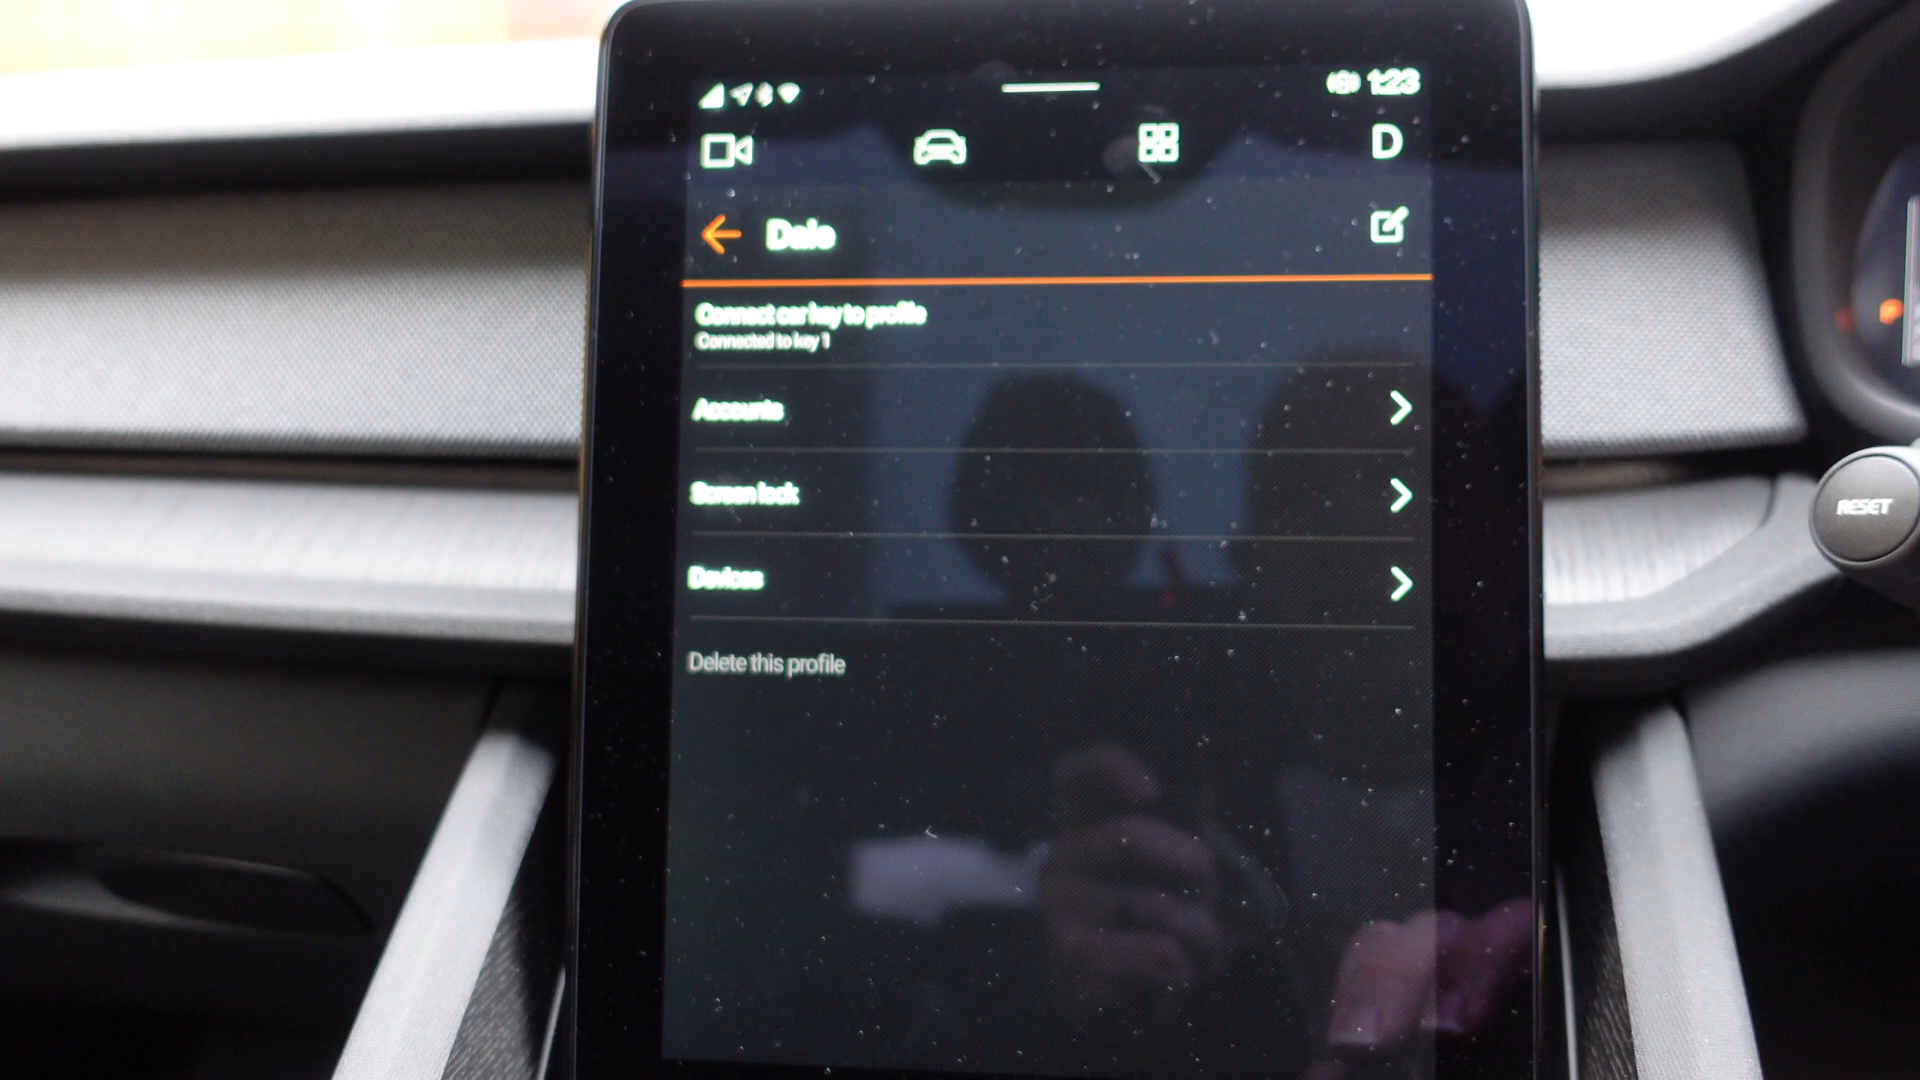 1:23
D
Dale
Connect car key to profile
Connected to key 1
Accounts
Screen lock
Devices
Delete this profile
RESET
P